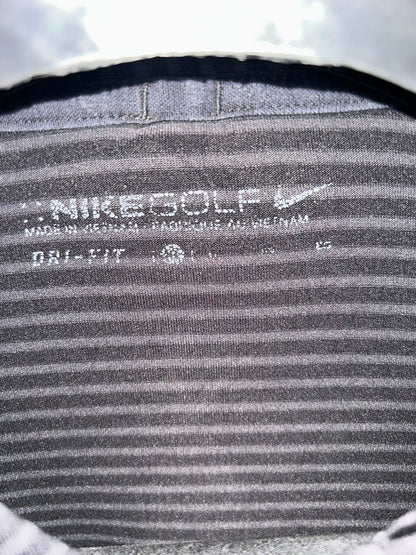 NIKEGOLF
MADE IN VIETNAM FABRIQUÉ AU VIETNAM
DRI-FIT